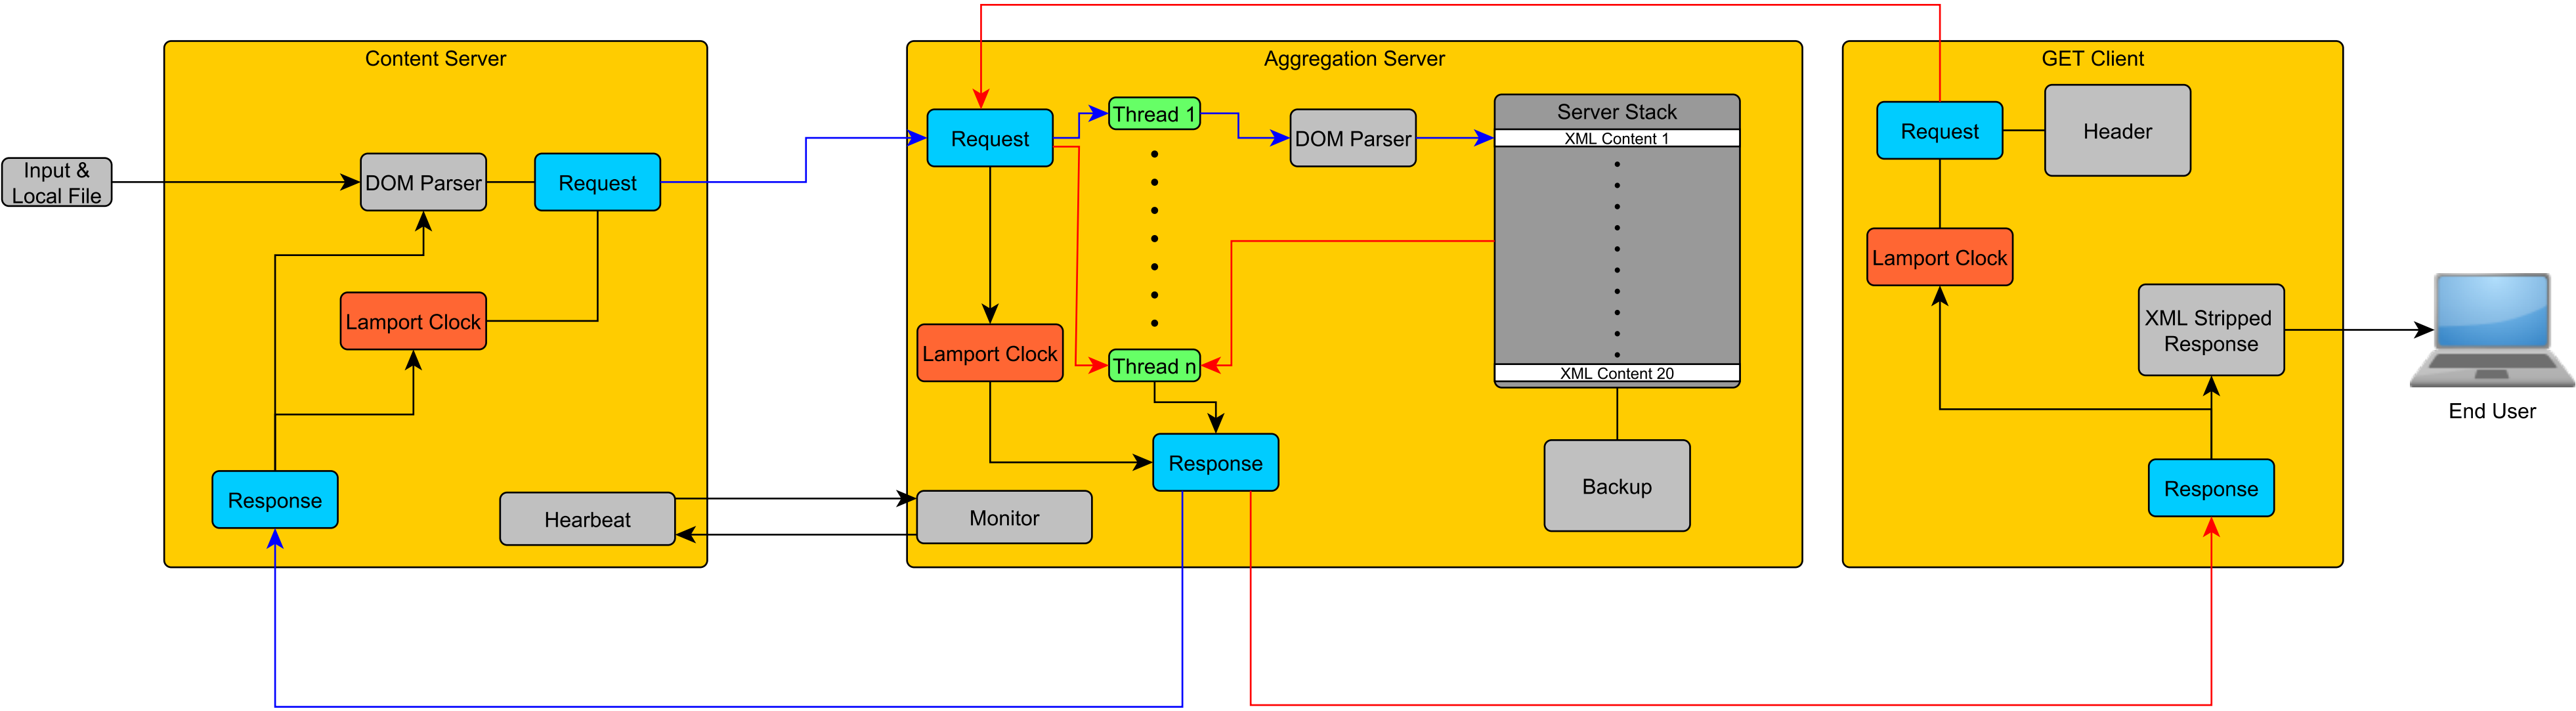 Content Server
Aggregation Server
GET Client
Input &
Local File
DOM Parser
Request
Lamport Clock
Response
Hearbeat
Request
Thread 1
DOM Parser
Server Stack
XML Content 1
Lamport Clock
Thread n
XML Content 20
Response
Monitor
Backup
Request
Header
Lamport Clock
XML Stripped
Response
Response
End User